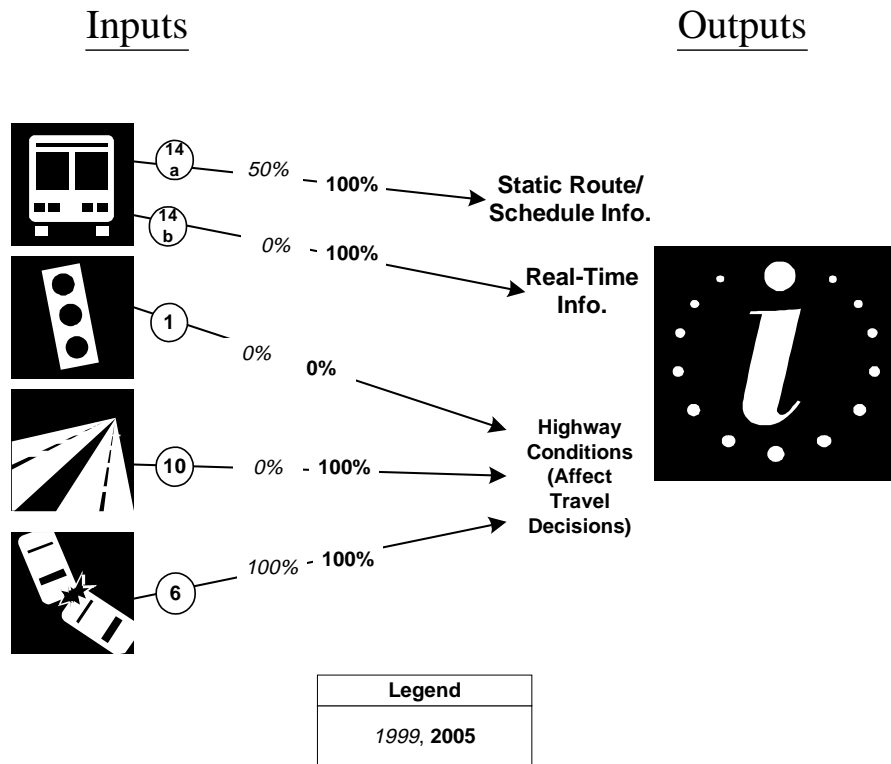 Inputs
Outputs
14
a
50%
100%
Static Route/
Schedule Info.
14
b
0%
100%
Real-Time
Info.
1
0%
0%
Highway
Conditions
(Affect
Travel
Decisions)
10
0%
100%
6
100%
100%
i
Legend
1999, 2005